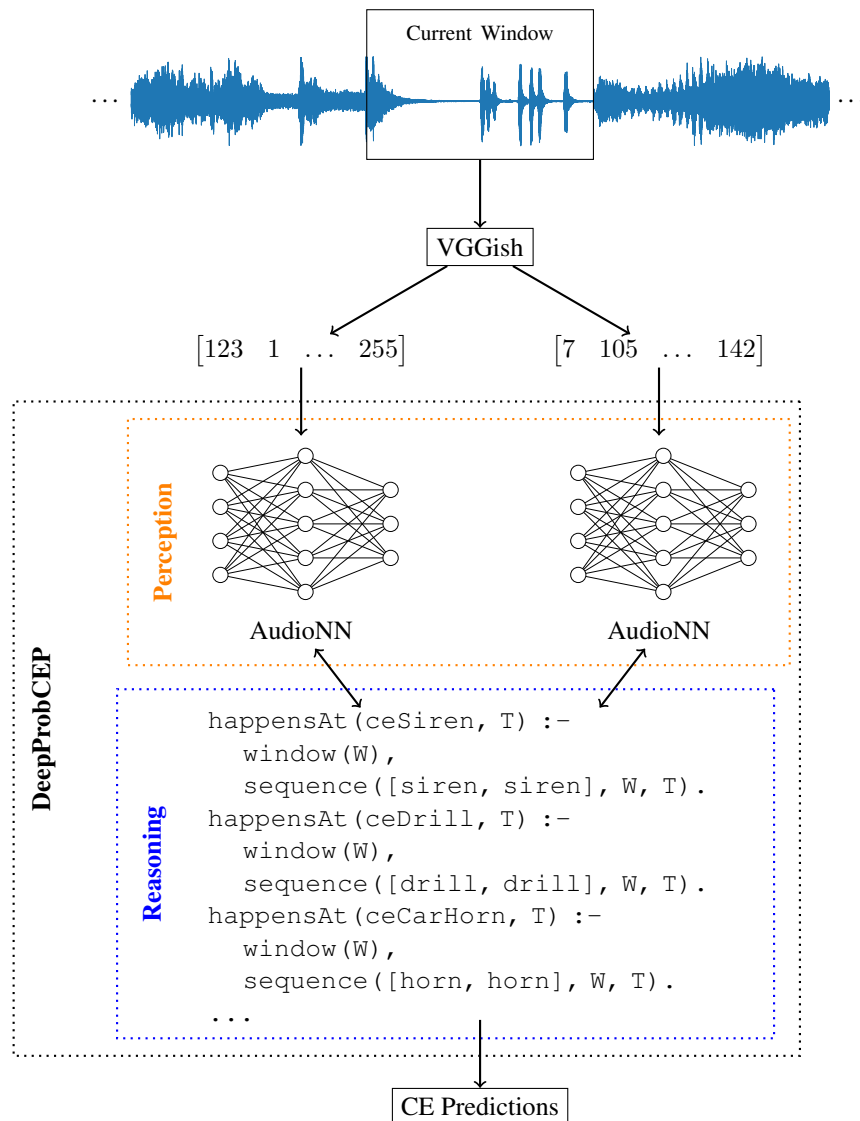 Current Window
... ...
VGGish
[123 1 ... 255] [7 105 ... 142]
Perception
AudioNN AudioNN
DeepProbCEP
Reasoning
happensAt(ceSiren, T) :-
window(W),
sequence([siren, siren], W, T).
happensAt(ceDrill, T) :-
window(W),
sequence([drill, drill], W, T).
happensAt(ceCarHorn, T) :-
window(W),
sequence([horn, horn], W, T).
...
CE Predictions